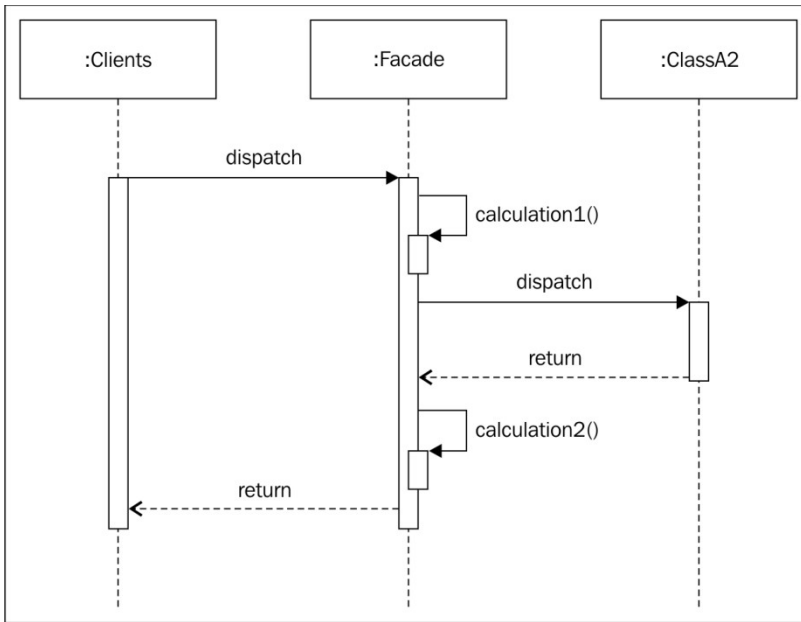 :Clients
:Facade
:ClassA2
dispatch
calculation1()
dispatch
return
calculation2()
return